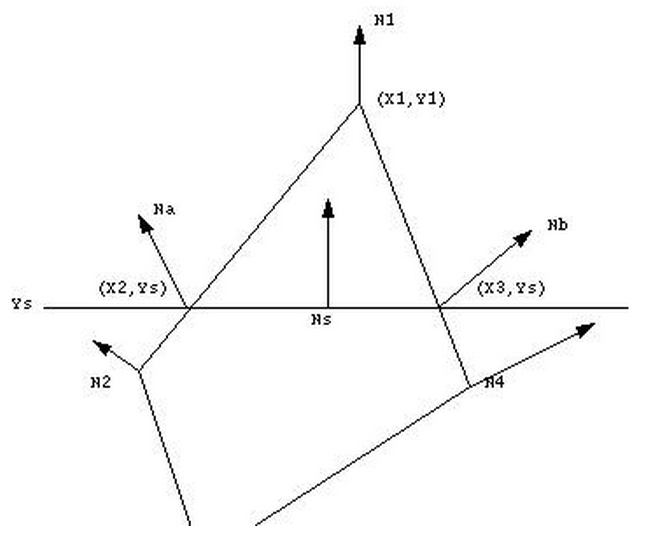 N1
(X1,Y1)
Na
Nb
(X2,Ys)
(X3,Ys)
Ys
Ns
N2
N4